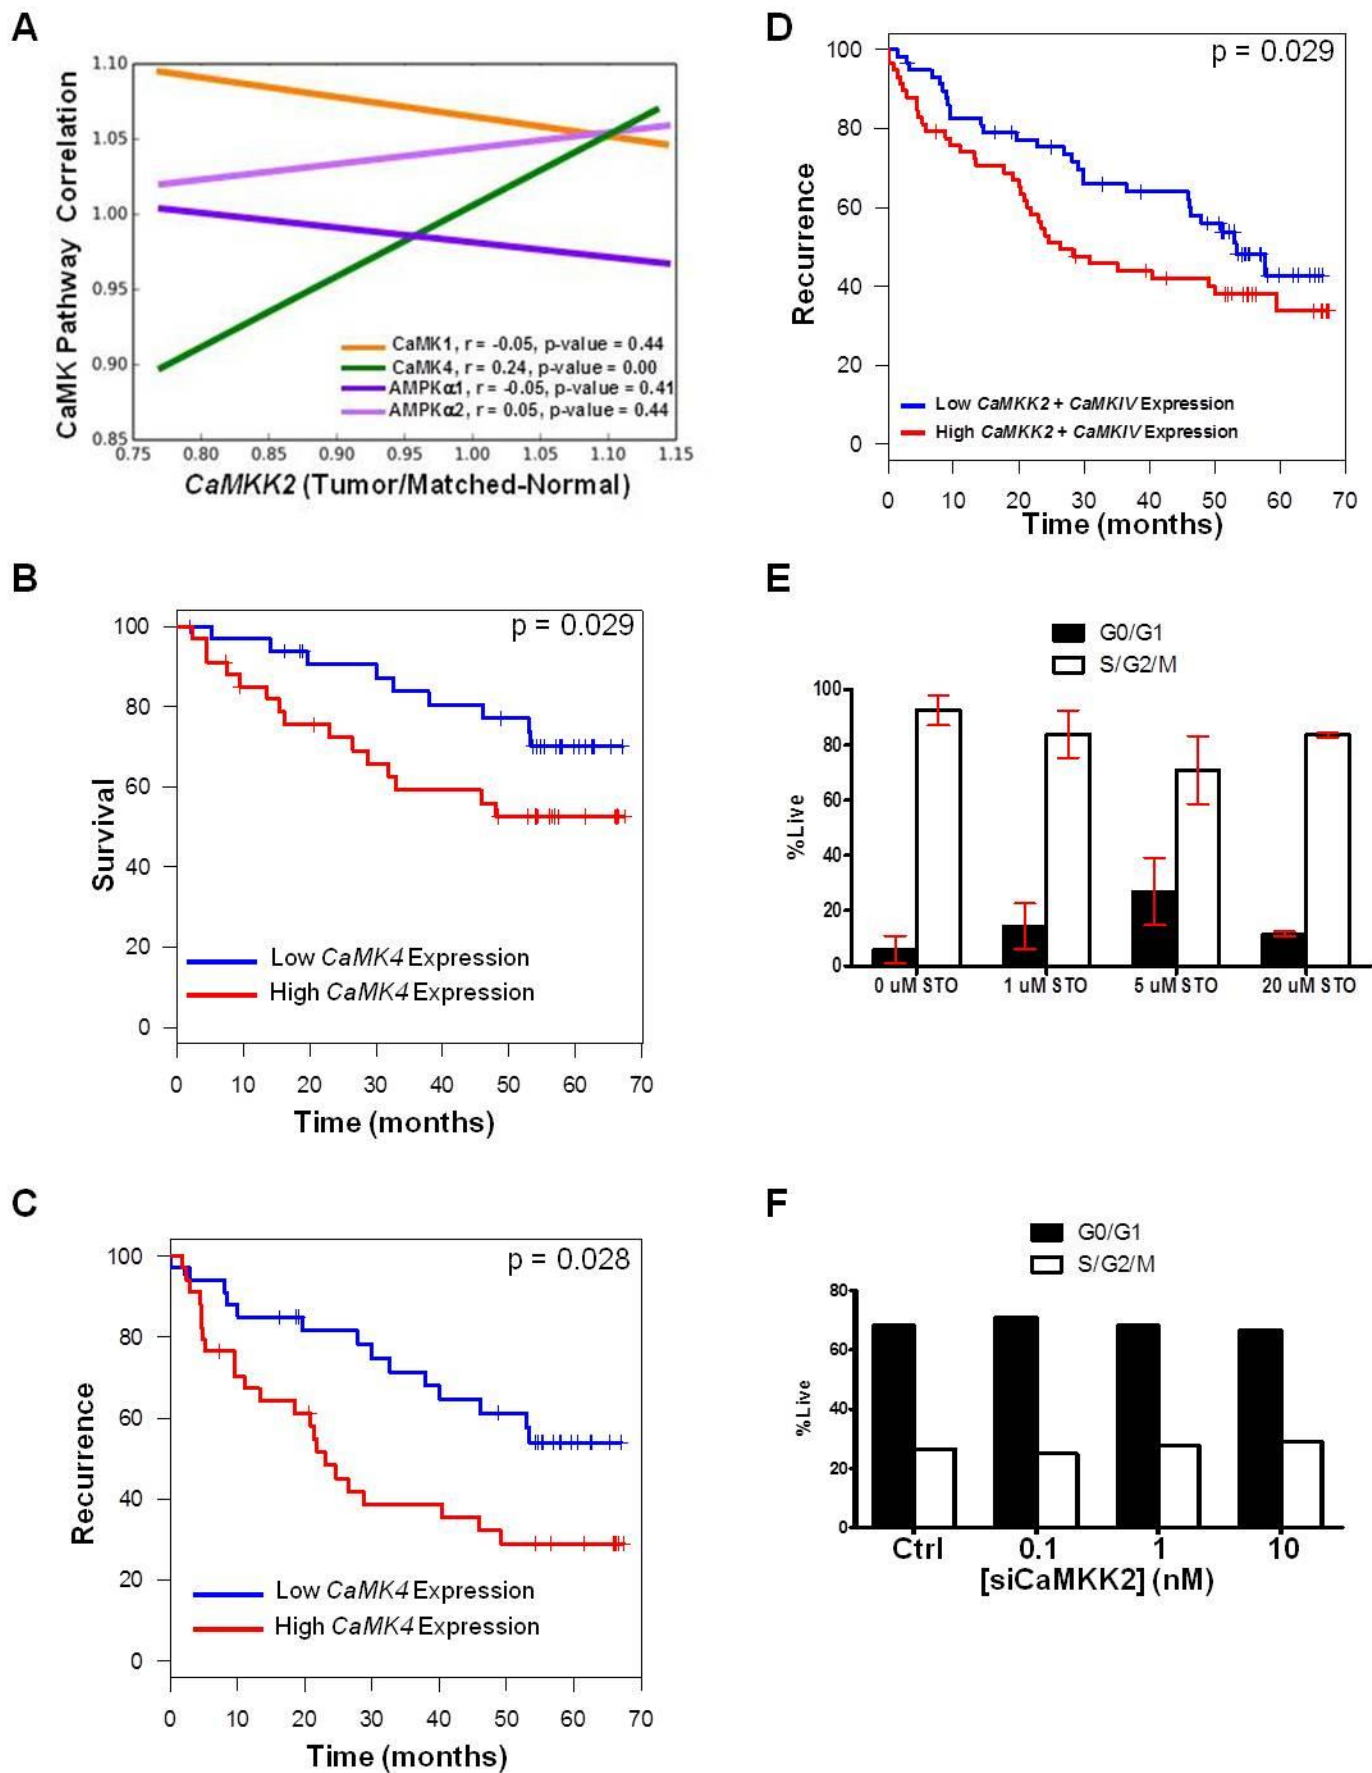 A
CaMK Pathway Correlation
1.10
1.05
1.00
0.95
0.90
0.85
CaMK1, r = -0.05, p-value = 0.44
CaMK4, r = 0.24, p-value = 0.00
AMPKα1, r = -0.05, p-value = 0.41
AMPKα2, r = 0.05, p-value = 0.44
0.75 0.80 0.85 0.90 0.95 1.00 1.05 1.10 1.15
CaMKK2 (Tumor/Matched-Normal)
B
Survival
p = 0.029
100
80
60
40
20
0
Low CaMK4 Expression
High CaMK4 Expression
0 10 20 30 40 50 60 70
Time (months)
C
Recurrence
p = 0.028
100
80
60
40
20
0
Low CaMK4 Expression
High CaMK4 Expression
0 10 20 30 40 50 60 70
Time (months)
D
Recurrence
p = 0.029
100
80
60
40
20
0
Low CaMKK2 + CaMKIV Expression
High CaMKK2 + CaMKIV Expression
0 10 20 30 40 50 60 70
Time (months)
E
G0/G1
S/G2/M
%Live
100
80
60
40
20
0
0 uM STO 1 uM STO 5 uM STO 20 uM STO
F
G0/G1
S/G2/M
%Live
80
60
40
20
0
Ctrl 0.1 1 10
[siCaMKK2] (nM)